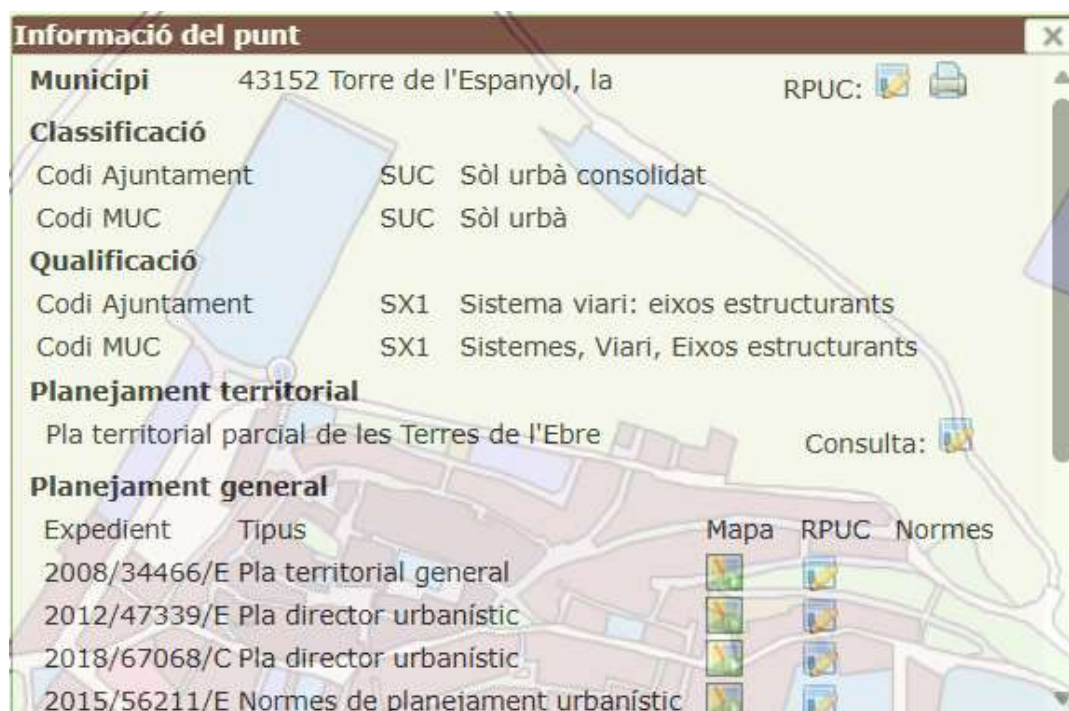 Informació del punt
Municipi 43152 Torre de l'Espanyol, la RPUC:
Classificació
Codi Ajuntament SUC Sòl urbà consolidat
Codi MUC SUC Sòl urbà
Qualificació
Codi Ajuntament SX1 Sistema viari: eixos estructurants
Codi MUC SX1 Sistemes, Viari, Eixos estructurants
Planejament territorial
Pla territorial parcial de les Terres de l'Ebre Consulta:
Planejament general
Expedient Tipus Mapa RPUC Normes
2008/34466/E Pla territorial general
2012/47339/E Pla director urbanístic
2018/67068/C Pla director urbanístic
2015/56211/E Normes de planejament urbanístic